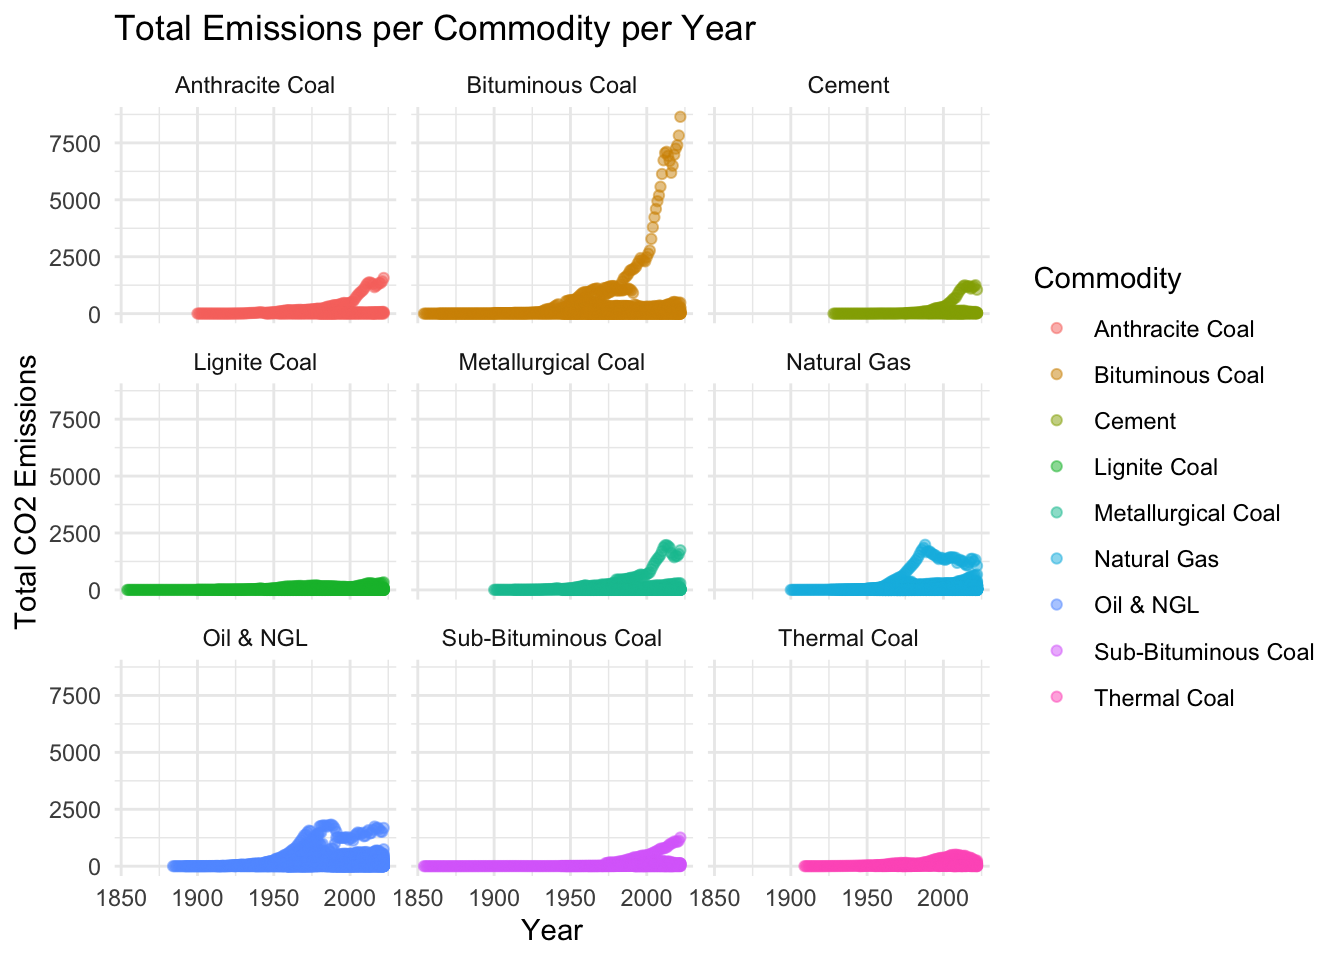 Total Emissions per Commodity per Year
Anthracite Coal
Bituminous Coal
Cement
7500
5000
2500
0
Lignite Coal
Metallurgical Coal
Natural Gas
7500
5000
2500
0
Oil & NGL
Sub-Bituminous Coal
Thermal Coal
7500
5000
2500
0
1850 1900 1950 2000 1850 1900 1950 2000 1850 1900 1950 2000
Year
Total CO2 Emissions
Commodity
Anthracite Coal
Bituminous Coal
Cement
Lignite Coal
Metallurgical Coal
Natural Gas
Oil & NGL
Sub-Bituminous Coal
Thermal Coal